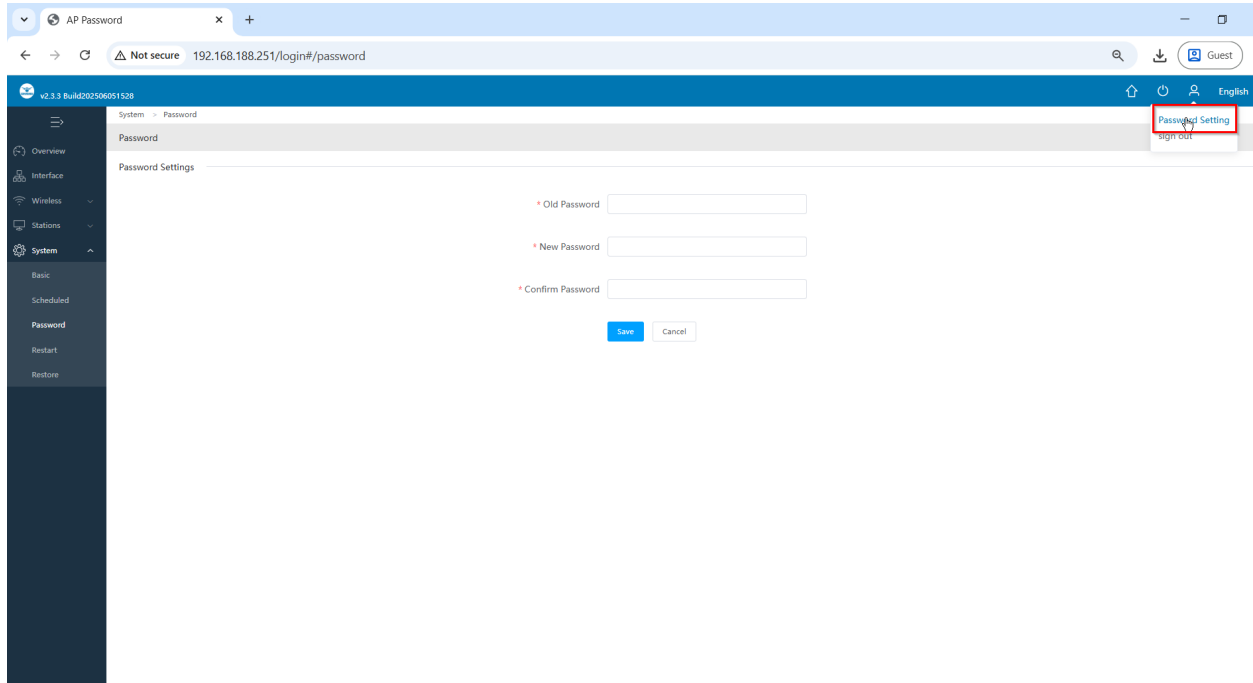 AP Password
Not secure 192.168.188.251/login#/password
Guest
v2.3.3 Build202506051528
English
System > Password
Password Setting
sign out
Password
Overview
Password Settings
Interface
Wireless
* Old Password
Stations
* New Password
System
Basic
* Confirm Password
Scheduled
Password
Save Cancel
Restart
Restore